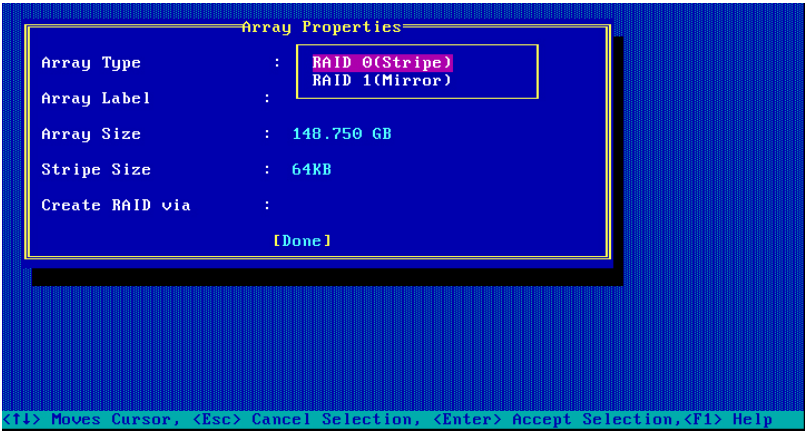 Array Properties
Array Type : RAID 0(Stripe)
RAID 1(Mirror)
Array Label :
Array Size : 148.750 GB
Stripe Size : 64KB
Create RAID via :
[Done]
<↑↓> Moves Cursor, <Esc> Cancel Selection, <Enter> Accept Selection,<F1> Help